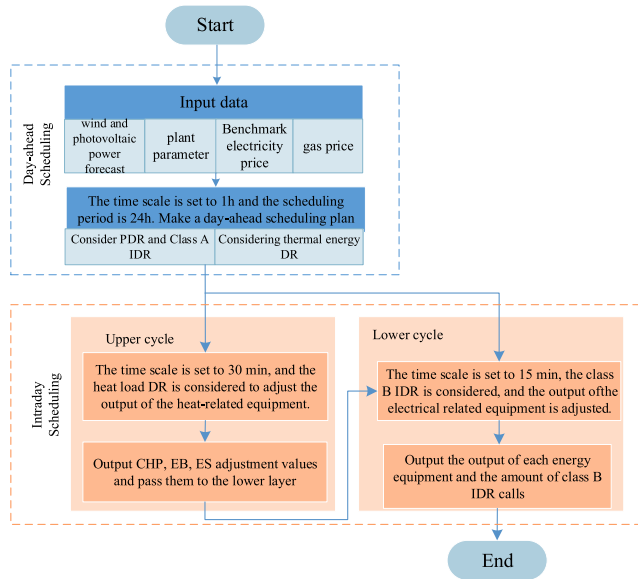 Start
Day-ahead
Scheduling
Input data
wind and
photovoltaic
power
forecast
plant
parameter
Benchmark
electricity
price
gas price
The time scale is set to 1h and the scheduling
period is 24h. Make a day-ahead scheduling plan
Consider PDR and Class A
IDR
Considering thermal energy
DR
Intraday
Scheduling
Upper cycle
The time scale is set to 30 min, and the
heat load DR is considered to adjust the
output of the heat-related equipment.
Output CHP, EB, ES adjustment values
and pass them to the lower layer
Lower cycle
The time scale is set to 15 min, the class
B IDR is considered, and the output ofthe
electrical related equipment is adjusted.
Output the output of each energy
equipment and the amount of class B
IDR calls
End